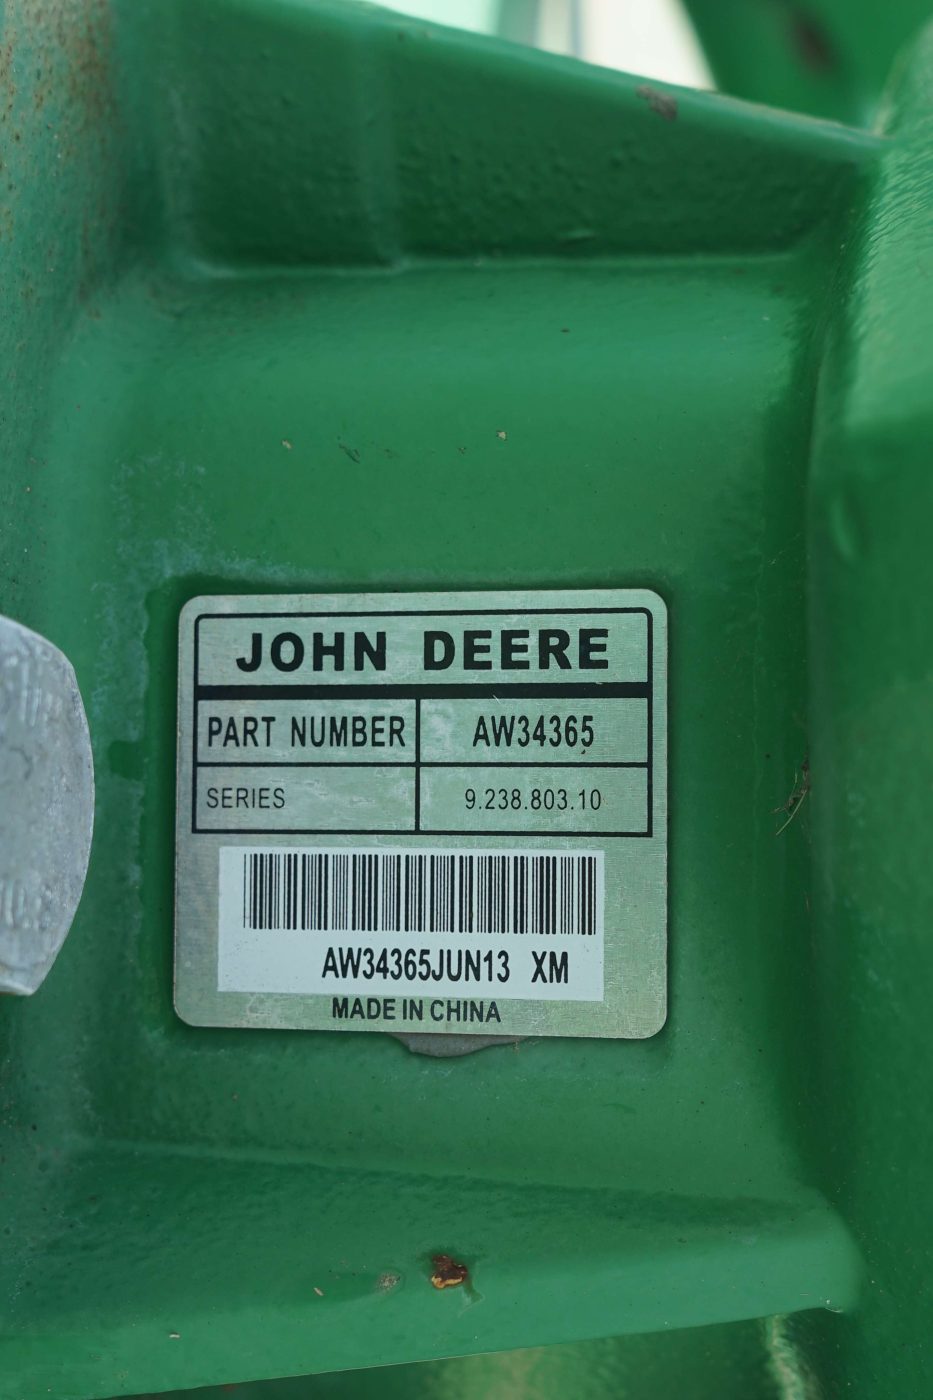 JOHN DEERE
PART NUMBER AW34365
SERIES 9.238.803.10
AW34365JUN13 XM
MADE IN CHINA